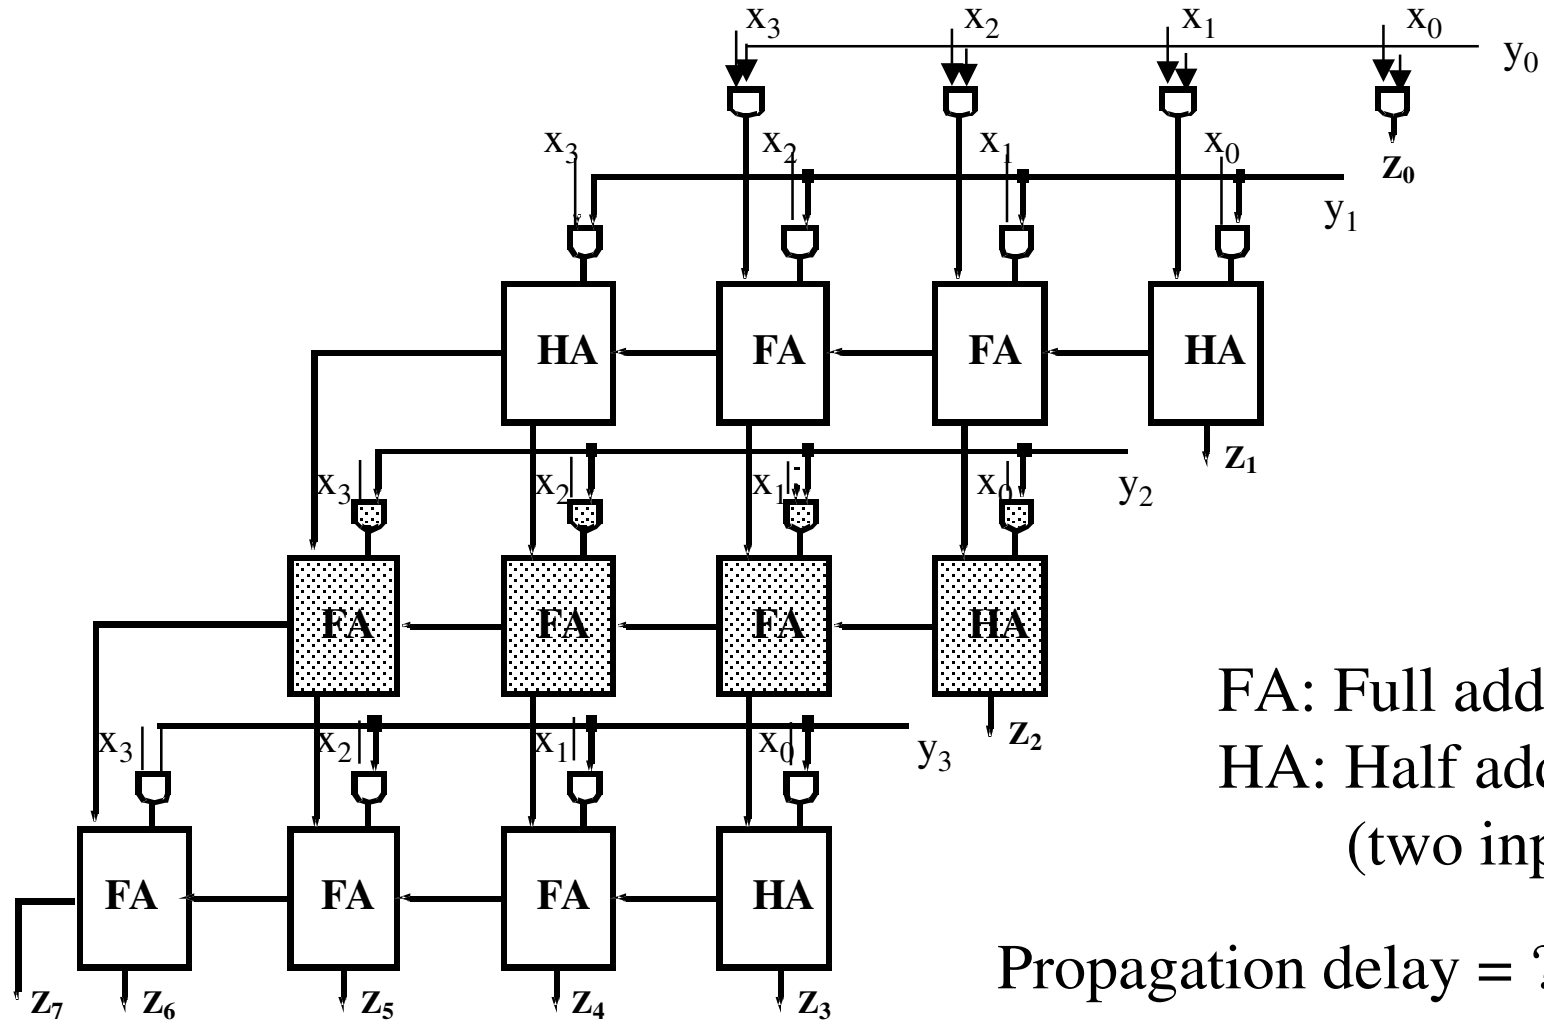 x₃ x₂ x₁ x₀
y₀
x₃ x₂ x₁ x₀ z₀
y₁
HA FA FA HA
z₁
x₃ x₂ x₁ x₀ y₂
FA FA FA HA
z₂
x₃ x₂ x₁ x₀ y₃
FA FA FA HA
z₇ z₆ z₅ z₄ z₃
FA: Full add
HA: Half add
(two inp
Propagation delay = ?